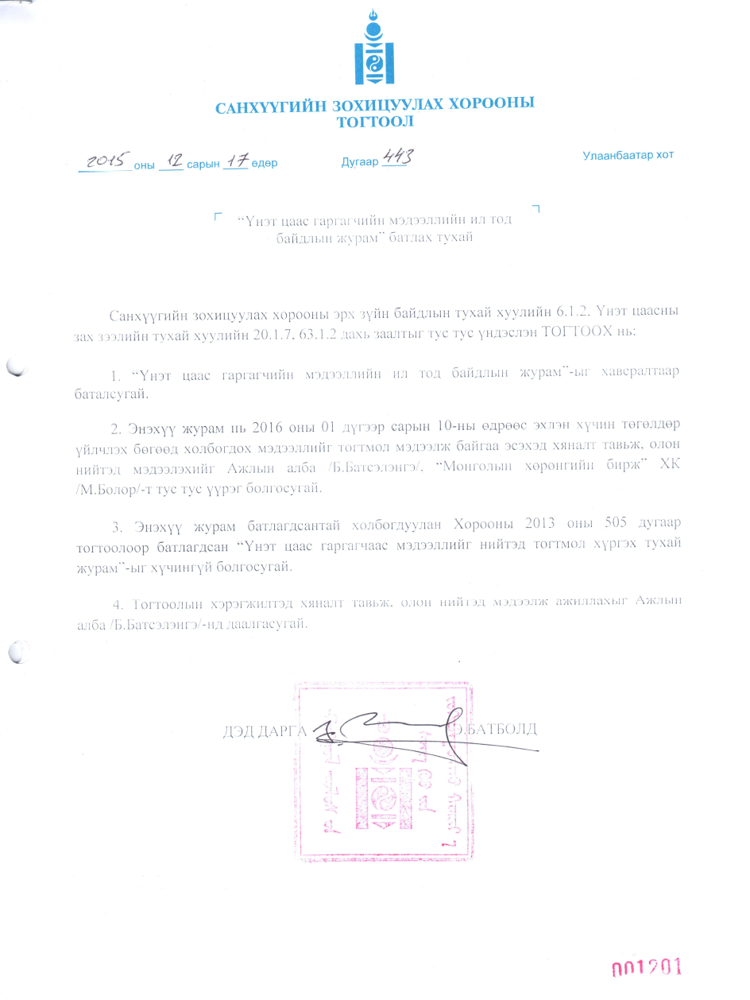 САНХҮҮГИЙН ЗОХИЦУУЛАХ ХОРООНЫ
ТОГТООЛ
2015 оны 12 сарын 17 өдөр Дугаар 443 Улаанбаатар хот
“Үнэт цаас гаргагчийн мэдээллийн ил тод
байдлын журам” батлах тухай
Санхүүгийн зохицуулах хорооны эрх зүйн байдлын тухай хуулийн 6.1.2, Үнэт цаасны
зах зээлийн тухай хуулийн 20.1.7, 63.1.2 дахь заалтыг тус тус үндэслэн ТОГТООХ нь:
1. “Үнэт цаас гаргагчийн мэдээллийн ил тод байдлын журам”-ыг хавсралтаар
баталсугай.
2. Энэхүү журам нь 2016 оны 01 дүгээр сарын 10-ны өдрөөс эхлэн хүчин төгөлдөр
үйлчлэх бөгөөд холбогдох мэдээллийг тогтмол мэдээлж байгаа эсэхэд хяналт тавьж, олон
нийтэд мэдээлэхийг Ажлын алба /Б.Батсэлэнгэ/, “Монголын хөрөнгийн бирж” ХК
/М.Болор/-т тус тус үүрэг болгосугай.
3. Энэхүү журам батлагдсантай холбогдуулан Хорооны 2013 оны 505 дугаар
тогтоолоор батлагдсан “Үнэт цаас гаргагчаас мэдээллийг нийтэд тогтмол хүргэх тухай
журам”-ыг хүчингүй болгосугай.
4. Тогтоолын хэрэгжилтэд хяналт тавьж, олон нийтэд мэдээлж ажиллахыг Ажлын
алба /Б.Батсэлэнгэ/-нд даалгасугай.
ДЭД ДАРГА Э.БАТБОЛД
001201